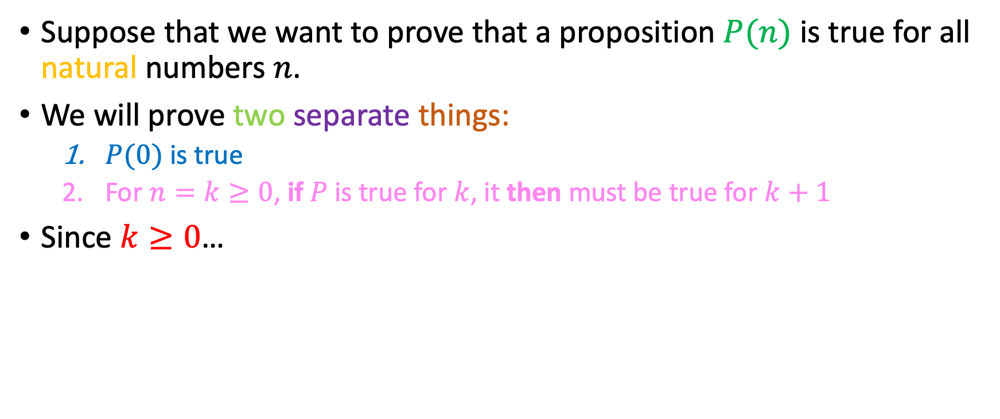 • Suppose that we want to prove that a proposition P(n) is true for all
natural numbers n.
• We will prove two separate things:
1. P(0) is true
2. For n = k ≥ 0, if P is true for k, it then must be true for k + 1
• Since k ≥ 0…